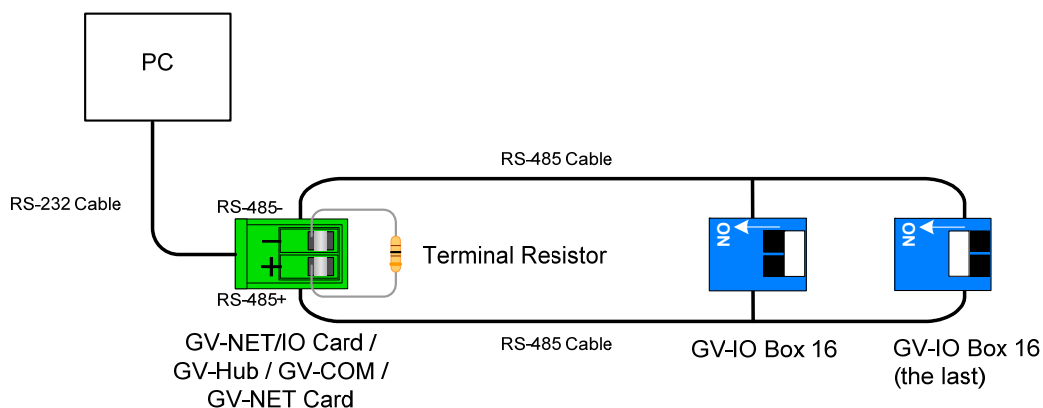 PC
RS-485 Cable
RS-232 Cable
RS-485-
ON
ON
−
+
Terminal Resistor
RS-485+
RS-485 Cable
GV-NET/IO Card /
GV-Hub / GV-COM /
GV-NET Card
GV-IO Box 16
GV-IO Box 16
(the last)